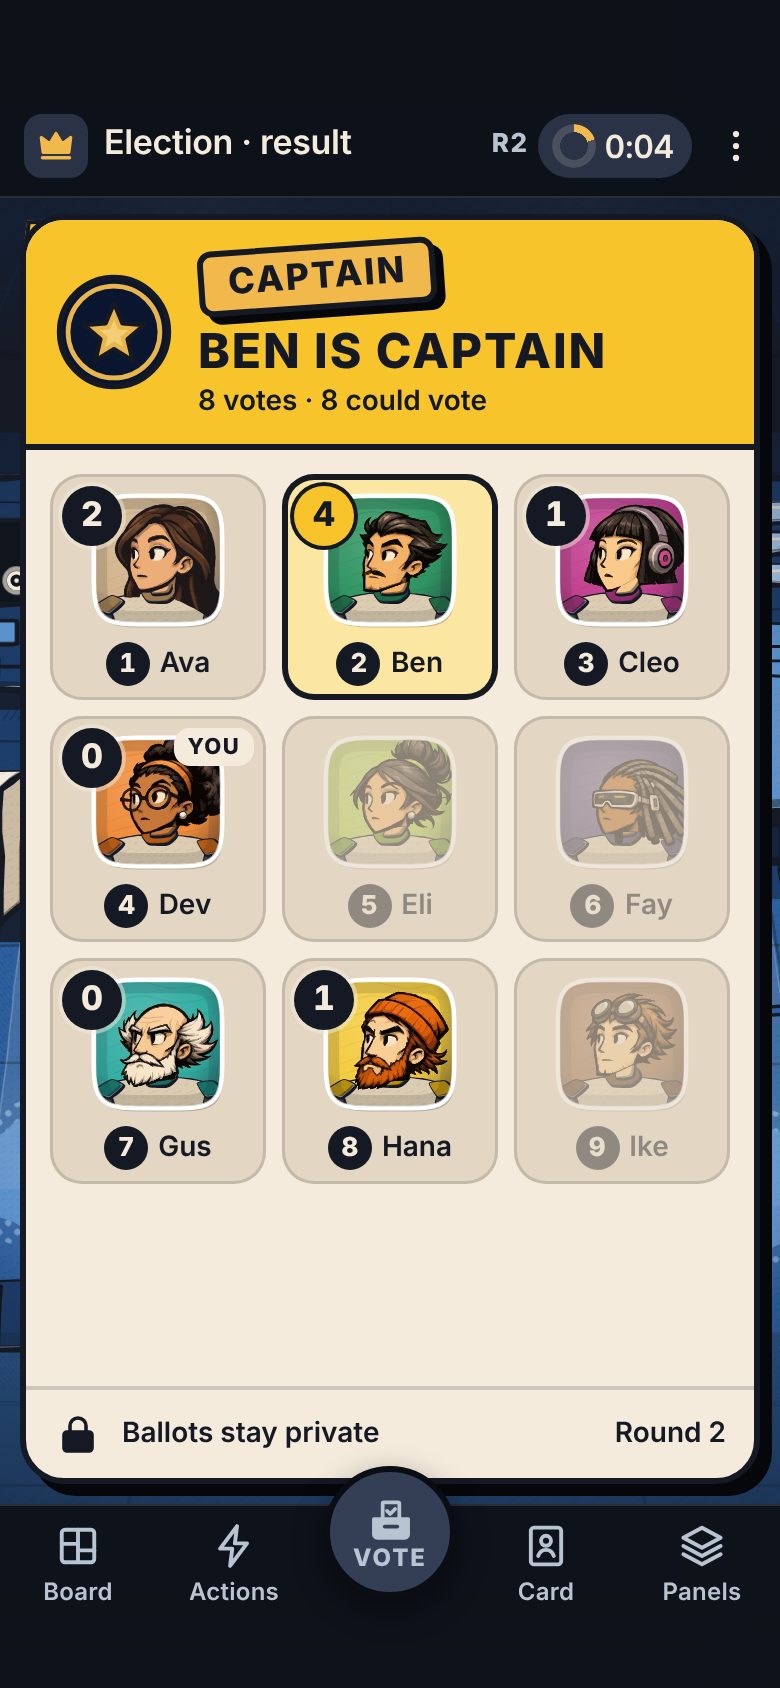 Election · result
R2
0:04
CAPTAIN
BEN IS CAPTAIN
8 votes · 8 could vote
2
1 Ava
4
2 Ben
1
3 Cleo
0
YOU
4 Dev
5 Eli
6 Fay
0
7 Gus
1
8 Hana
9 Ike
Ballots stay private
Round 2
Board
Actions
VOTE
Card
Panels